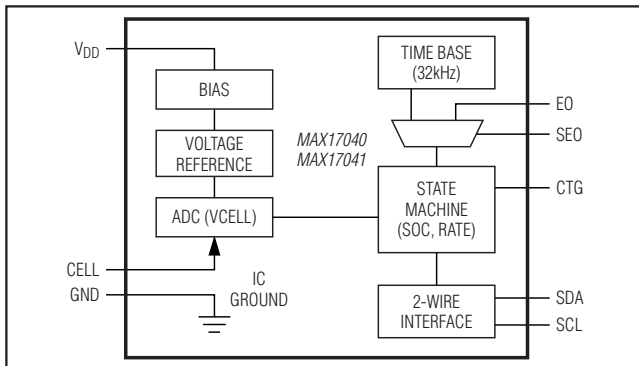 VDD
BIAS
VOLTAGE
REFERENCE
ADC (VCELL)
CELL
GND
IC
GROUND
MAX17040
MAX17041
TIME BASE
(32kHz)
EO
SEO
STATE
MACHINE
(SOC, RATE)
CTG
2-WIRE
INTERFACE
SDA
SCL